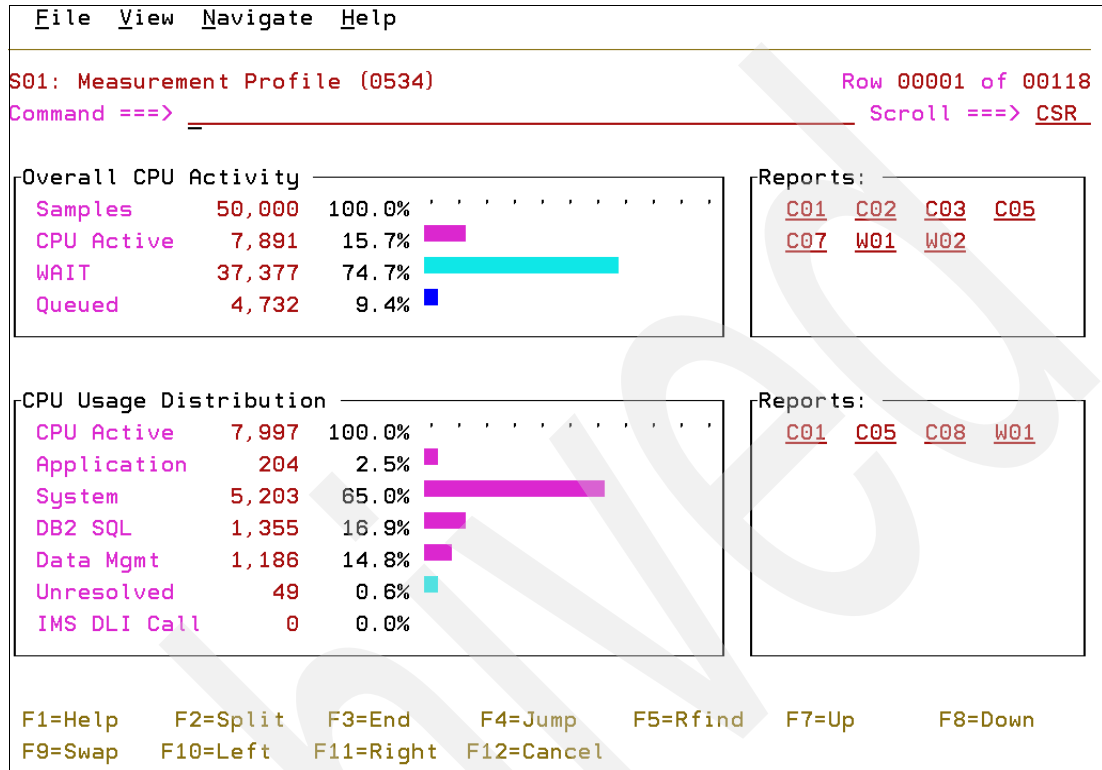 File View Navigate Help
S01: Measurement Profile (0534) Row 00001 of 00118
Command ===> Scroll ===> CSR
Overall CPU Activity Reports:
Samples 50,000 100.0% C01 C02 C03 C05
CPU Active 7,891 15.7% C07 W01 W02
WAIT 37,377 74.7%
Queued 4,732 9.4%
CPU Usage Distribution Reports:
CPU Active 7,997 100.0% C01 C05 C08 W01
Application 204 2.5%
System 5,203 65.0%
DB2 SQL 1,355 16.9%
Data Mgmt 1,186 14.8%
Unresolved 49 0.6%
IMS DLI Call 0 0.0%
F1=Help F2=Split F3=End F4=Jump F5=Rfind F7=Up F8=Down
F9=Swap F10=Left F11=Right F12=Cancel